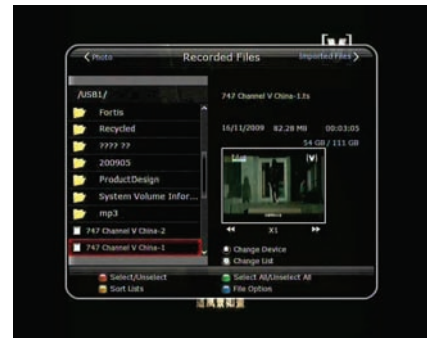 [V]
Photo
Recorded Files
Imported Files
/USB1/
Fortis
Recycled
???? ??
200905
ProductDesign
System Volume Infor...
mp3
747 Channel V China-2
747 Channel V China-1
747 Channel V China-1.ts
16/11/2009 82.28 MB 00:03:05
54 GB / 111 GB
[V]
X1
Change Device
Change List
Select/Unselect
Select All/Unselect All
Sort Lists
File Option